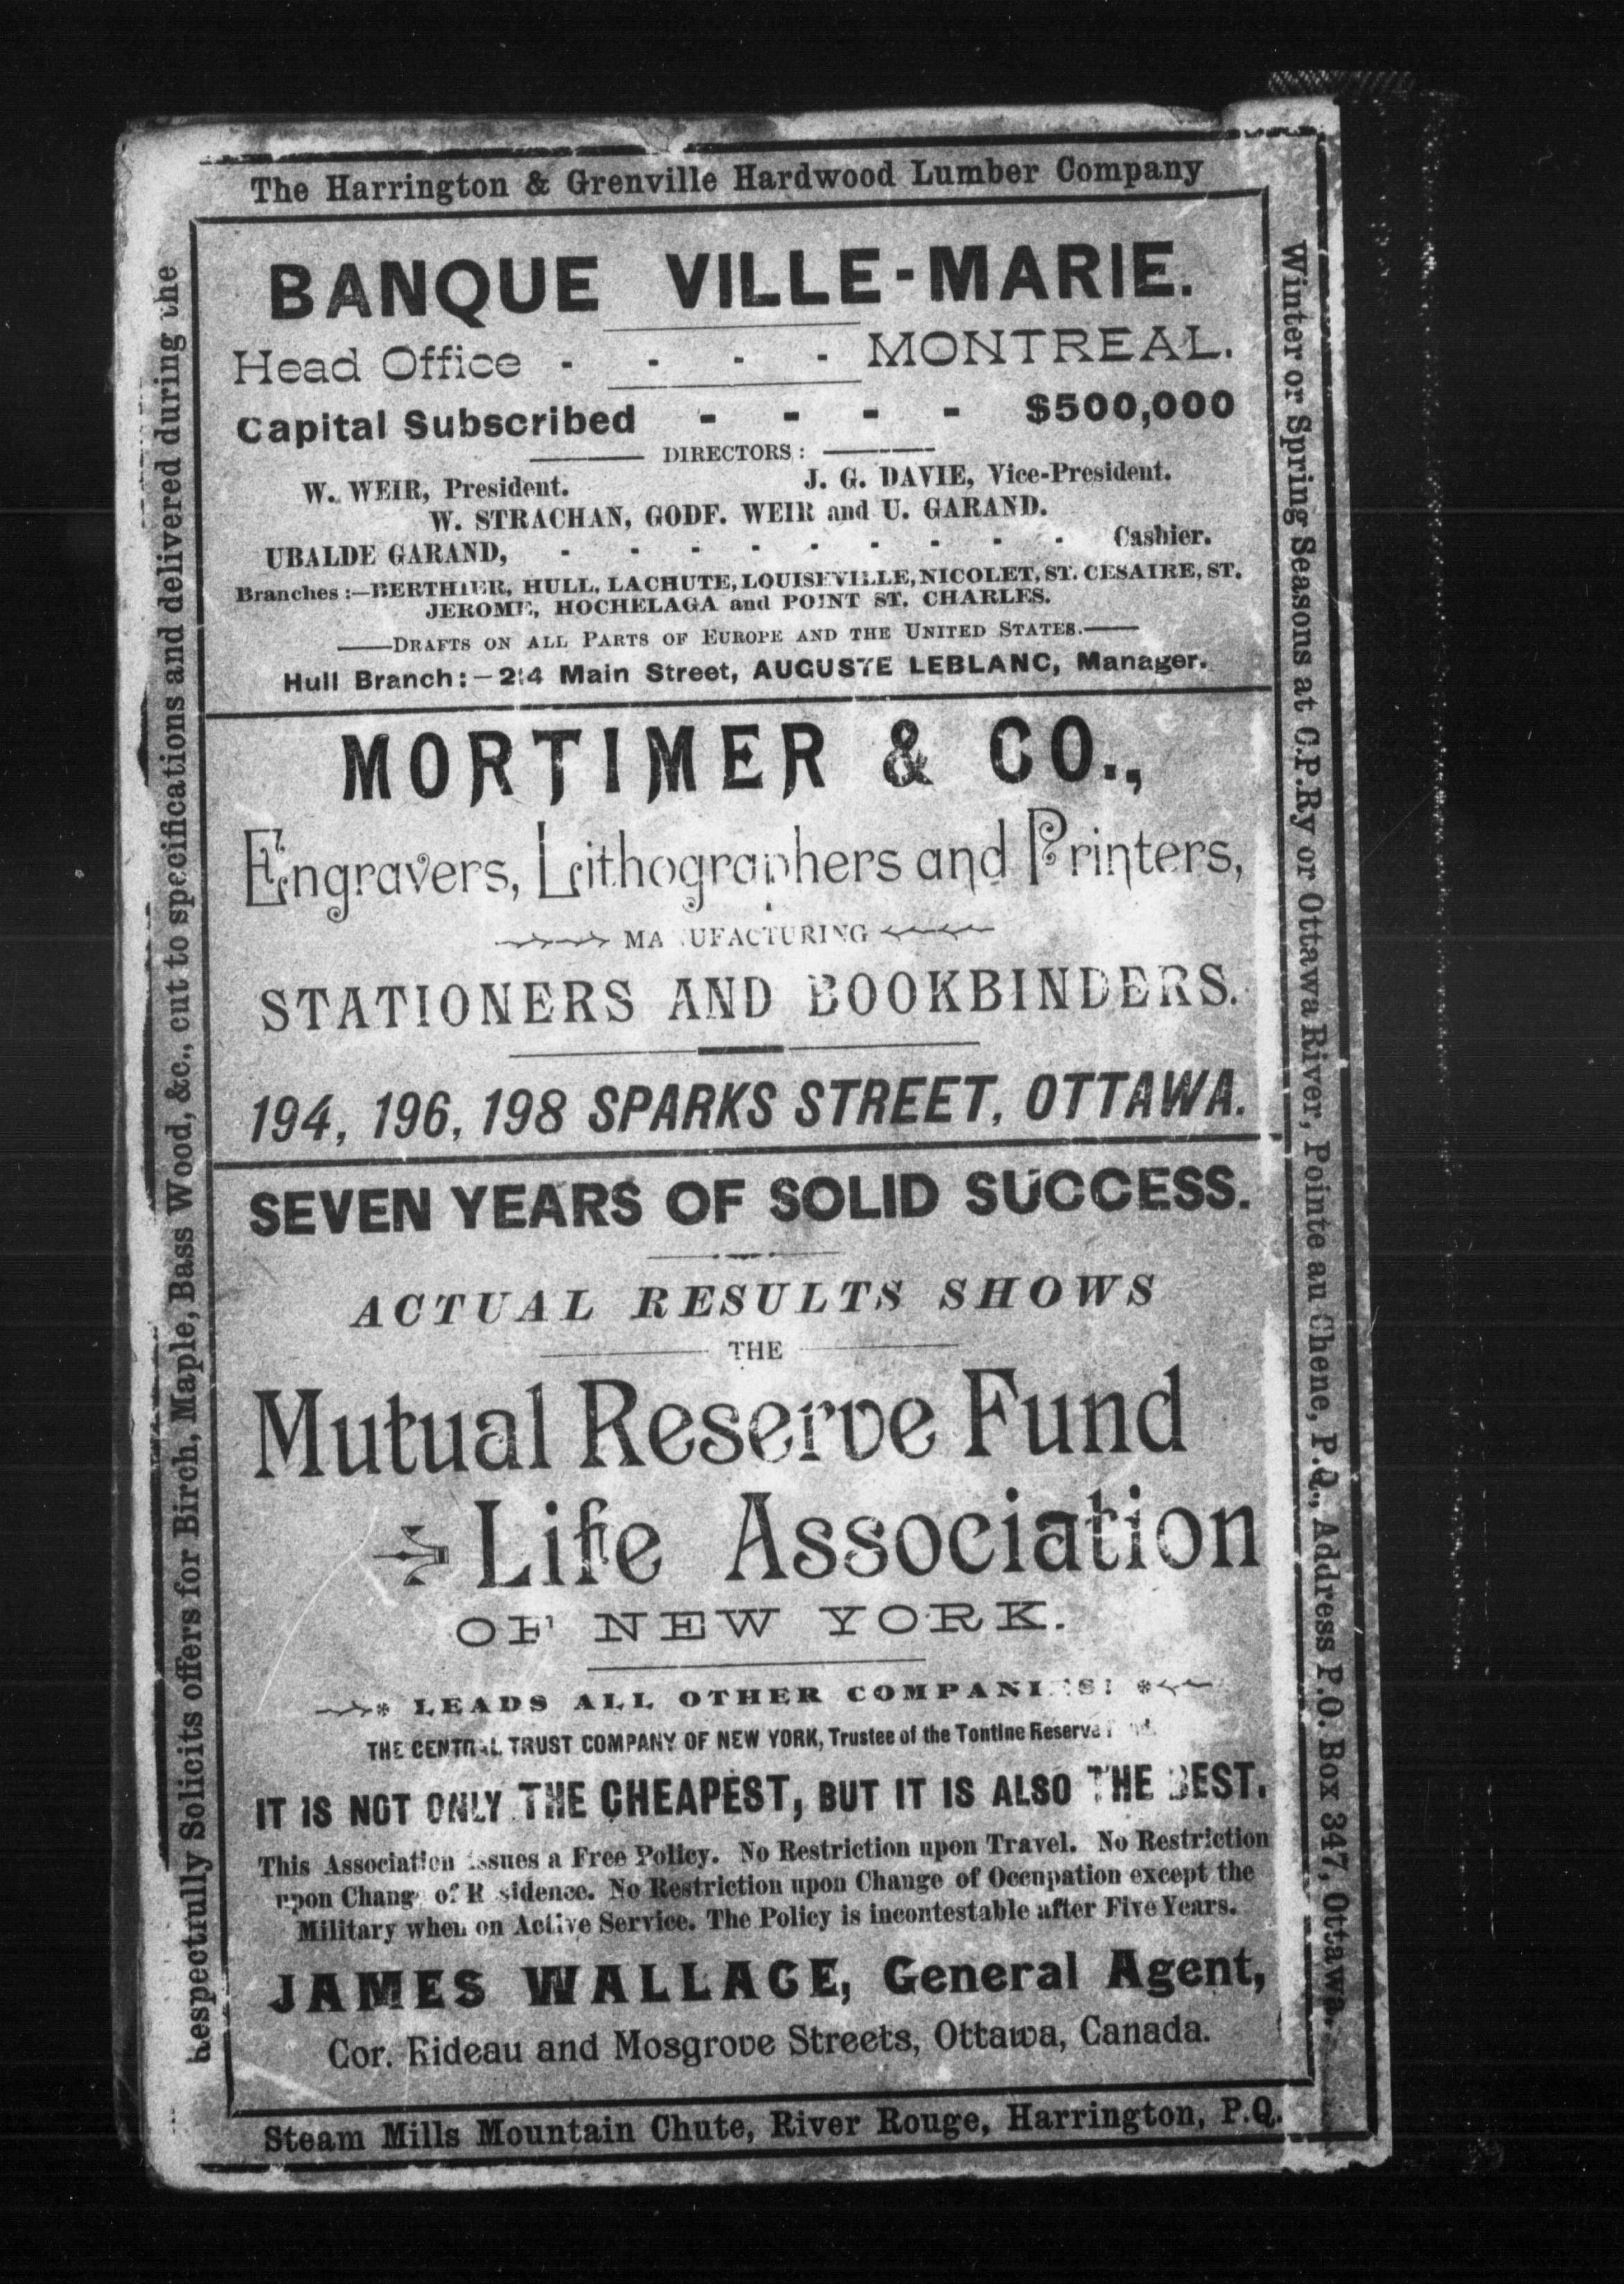 The Harrington & Grenville Hardwood Lumber Company
BANQUE VILLE-MARIE.
Head Office - - - - MONTREAL.
Capital Subscribed - - - - $500,000
DIRECTORS:
W. WEIR, President. J. G. DAVIE, Vice-President.
W. STRACHAN, GODF. WEIR and U. GARAND.
UBALDE GARAND, - - - - - - - - - Cashier.
Branches:—BERTHIER, HULL, LACHUTE, LOUISEVILLE, NICOLET, ST. CESAIRE, ST.
JEROME, HOCHELAGA and POINT ST. CHARLES.
——DRAFTS ON ALL PARTS OF EUROPE AND THE UNITED STATES.——
Hull Branch:— Main Street, AUGUSTE LEBLANC, Manager.
MORTIMER & CO.,
Engravers, Lithographers and Printers,
MANUFACTURING
STATIONERS AND BOOKBINDERS.
194, 196, 198 SPARKS STREET, OTTAWA.
SEVEN YEARS OF SOLID SUCCESS.
ACTUAL RESULTS SHOWS
THE
Mutual Reserve Fund
Life Association
OF NEW YORK.
LEADS ALL OTHER COMPANIES!
THE CENTRAL TRUST COMPANY OF NEW YORK, Trustee of the Tontine Reserve
IT IS NOT ONLY THE CHEAPEST, BUT IT IS ALSO THE BEST.
This Association issues a Free Policy. No Restriction upon Travel. No Restriction
upon Change of Residence. No Restriction upon Change of Occupation except the
Military when on Active Service. The Policy is incontestable after Five Years.
JAMES WALLACE, General Agent,
Cor. Rideau and Mosgrove Streets, Ottawa, Canada.
Steam Mills Mountain Chute, River Rouge, Harrington, P.Q.
Respectfully Solicits offers for Birch, Maple, Bass Wood, &c., cut to specifications and delivered during the
Winter or Spring Seasons at C.P.Ry or Ottawa River, Pointe au Chene, P.Q., Address P.O. Box 347, Ottawa.